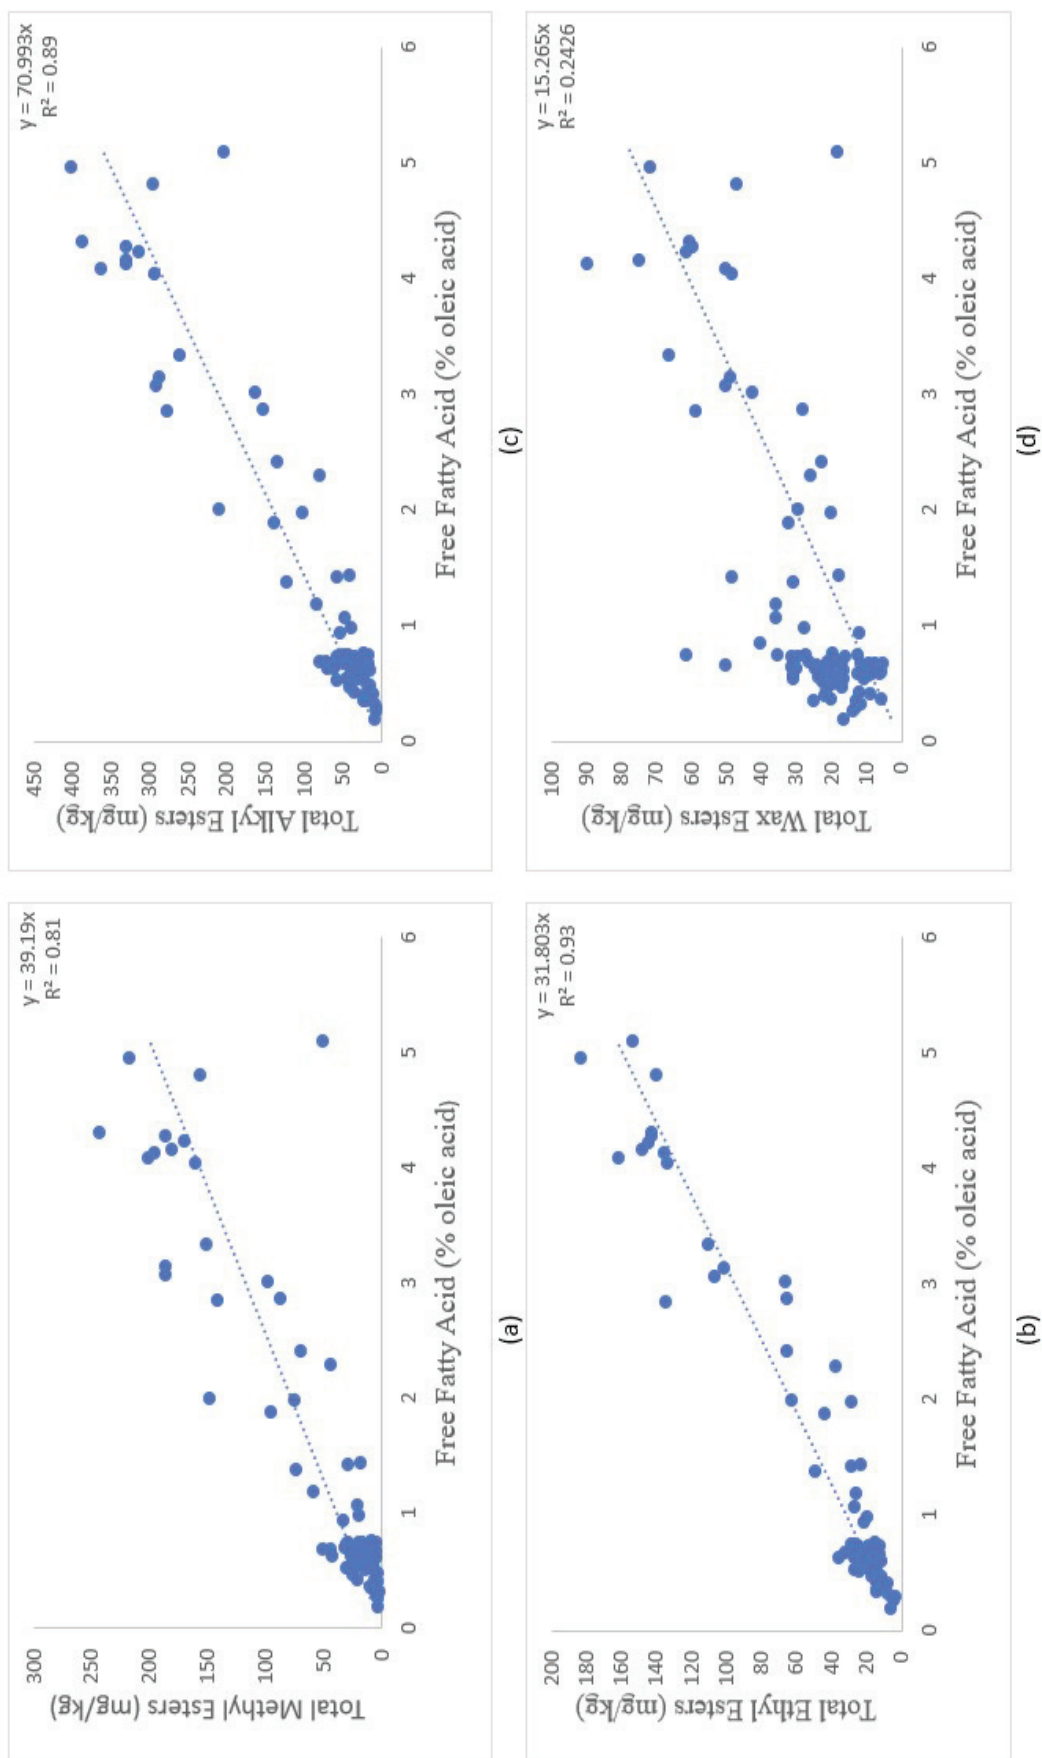 300
250
200
150
100
50
0
Total Methyl Esters (mg/kg)
y = 39.19x
R² = 0.81
0 1 2 3 4 5 6
Free Fatty Acid (% oleic acid)
(a)
450
400
350
300
250
200
150
100
50
0
Total Alkyl Esters (mg/kg)
y = 70.993x
R² = 0.89
0 1 2 3 4 5 6
Free Fatty Acid (% oleic acid)
(c)
200
180
160
140
120
100
80
60
40
20
0
Total Ethyl Esters (mg/kg)
y = 31.803x
R² = 0.93
0 1 2 3 4 5 6
Free Fatty Acid (% oleic acid)
(b)
100
90
80
70
60
50
40
30
20
10
0
Total Wax Esters (mg/kg)
y = 15.265x
R² = 0.2426
0 1 2 3 4 5 6
Free Fatty Acid (% oleic acid)
(d)